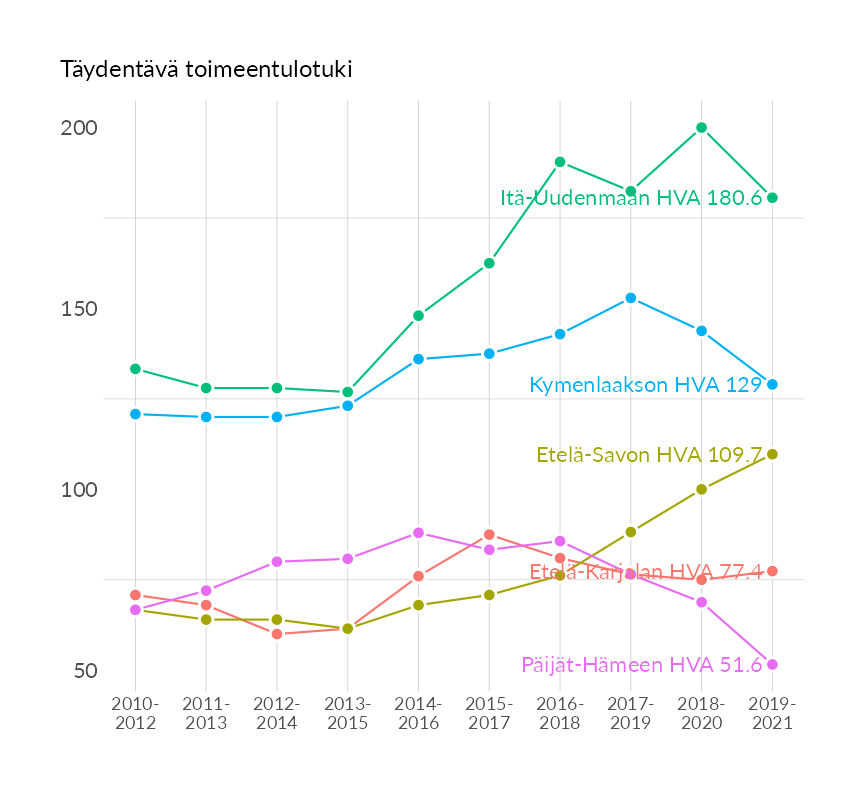 Täydentävä toimeentulotuki
200
Itä-Uudenmaan HVA 180.6
150
Kymenlaakson HVA 129
Etelä-Savon HVA 109.7
100
Etelä-Karjalan HVA 77.4
Päijät-Hämeen HVA 51.6
50
2010- 2011- 2012- 2013- 2014- 2015- 2016- 2017- 2018- 2019-
2012 2013 2014 2015 2016 2017 2018 2019 2020 2021